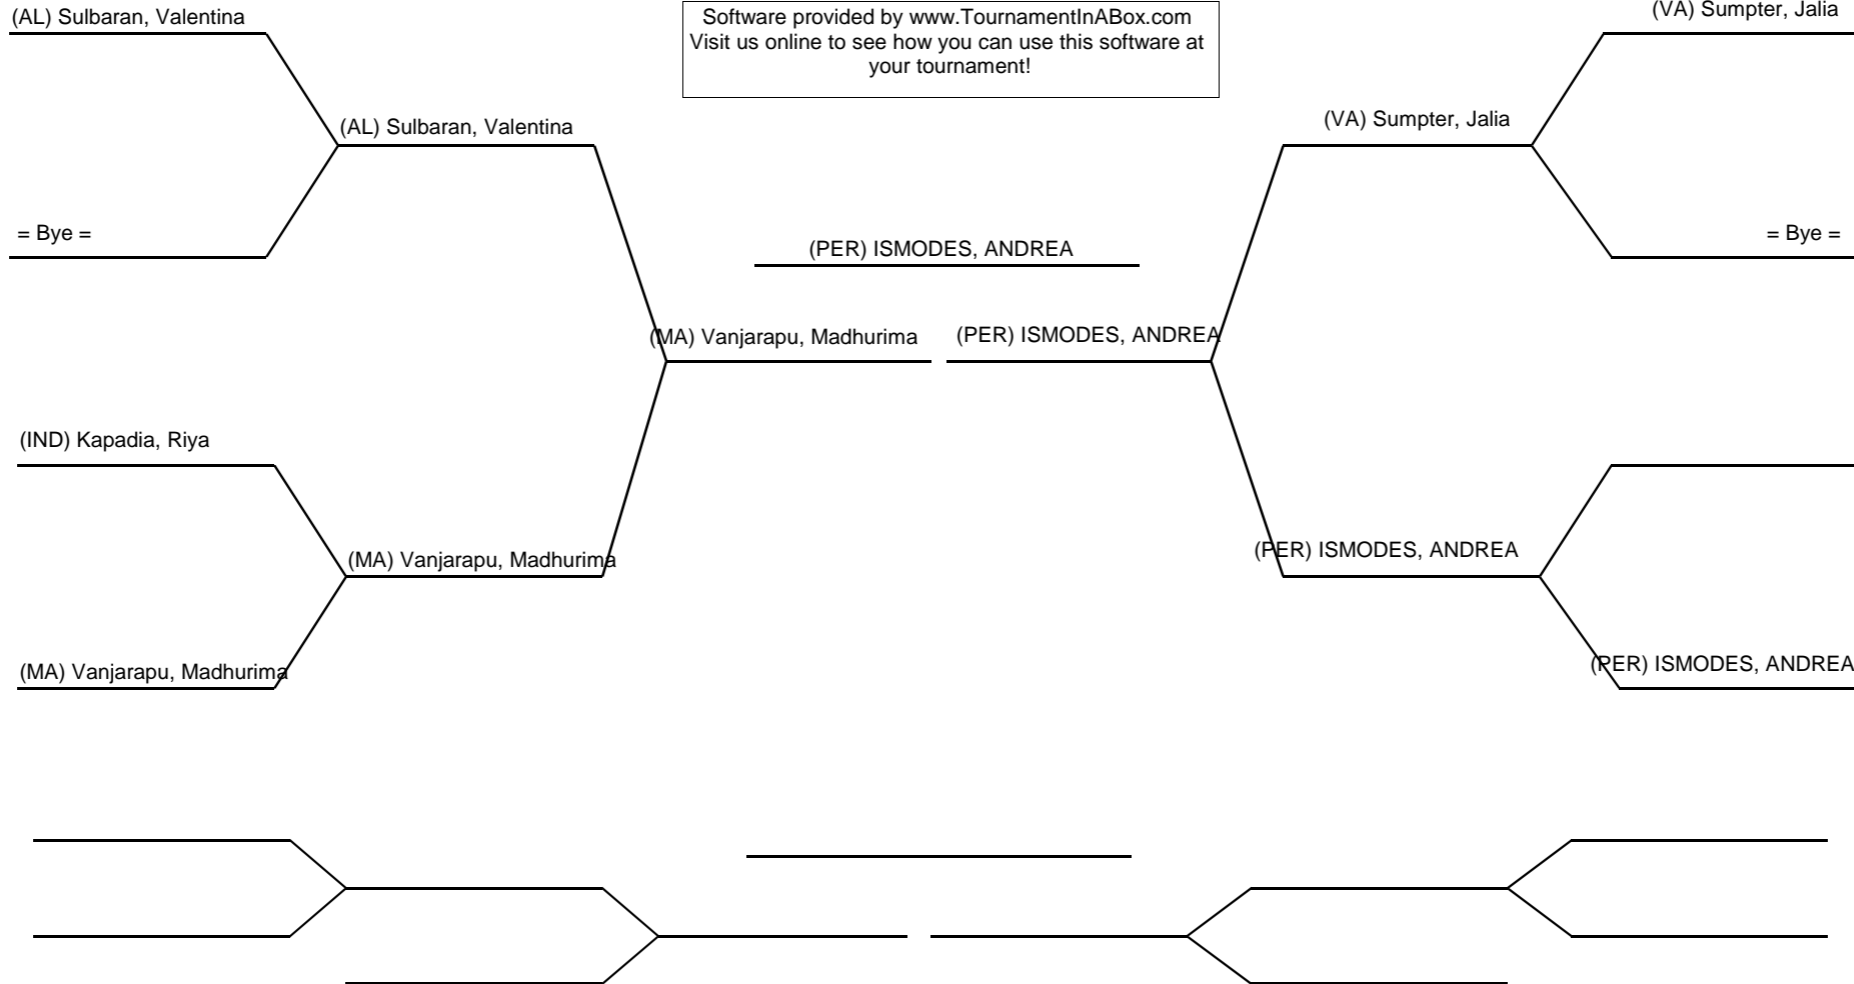 (AL) Sulbaran, Valentina
Software provided by www.TournamentInABox.com
Visit us online to see how you can use this software at
your tournament!
(VA) Sumpter, Jalia
(AL) Sulbaran, Valentina
(VA) Sumpter, Jalia
= Bye =
(PER) ISMODES, ANDREA
= Bye =
(MA) Vanjarapu, Madhurima
(PER) ISMODES, ANDREA
(IND) Kapadia, Riya
(MA) Vanjarapu, Madhurima
(PER) ISMODES, ANDREA
(MA) Vanjarapu, Madhurima
(PER) ISMODES, ANDREA